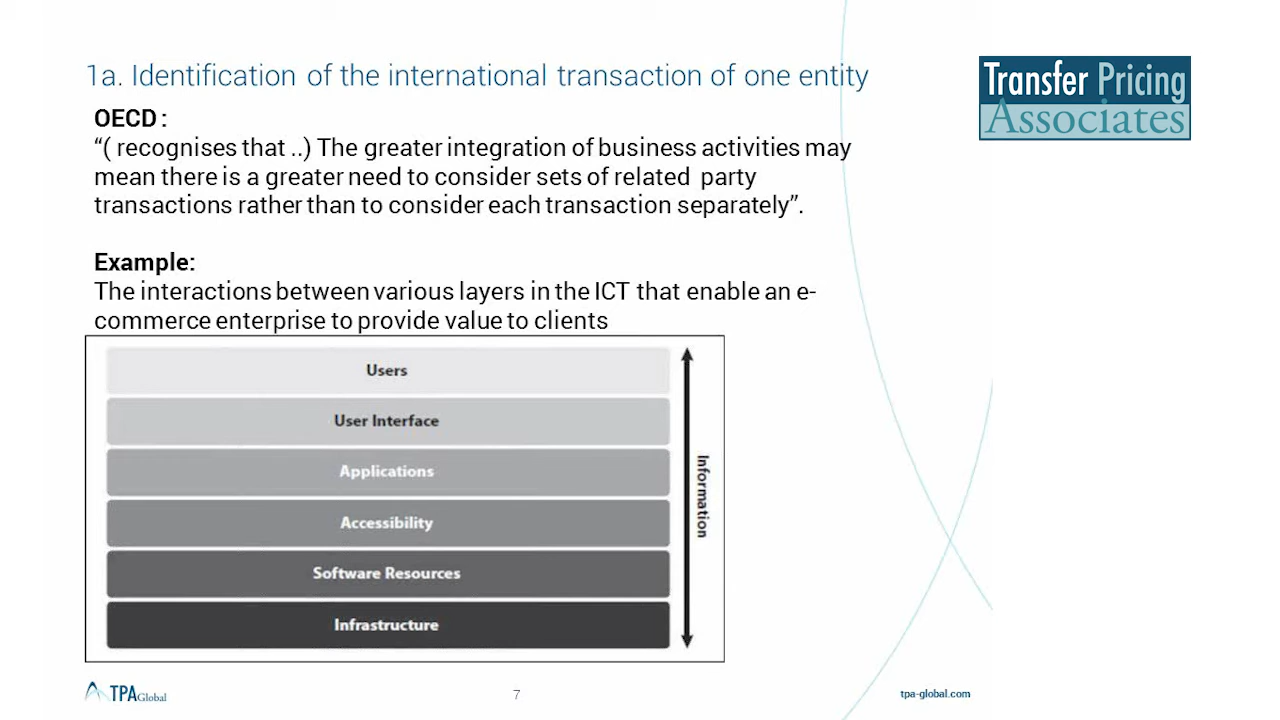 1a. Identification of the international transaction of one entity
Transfer Pricing
Associates
OECD :
“( recognises that ..) The greater integration of business activities may
mean there is a greater need to consider sets of related party
transactions rather than to consider each transaction separately”.
Example:
The interactions between various layers in the ICT that enable an e-
commerce enterprise to provide value to clients
Users
User Interface
Applications
Accessibility
Software Resources
Infrastructure
Information
TPA Global
7
tpa-global.com